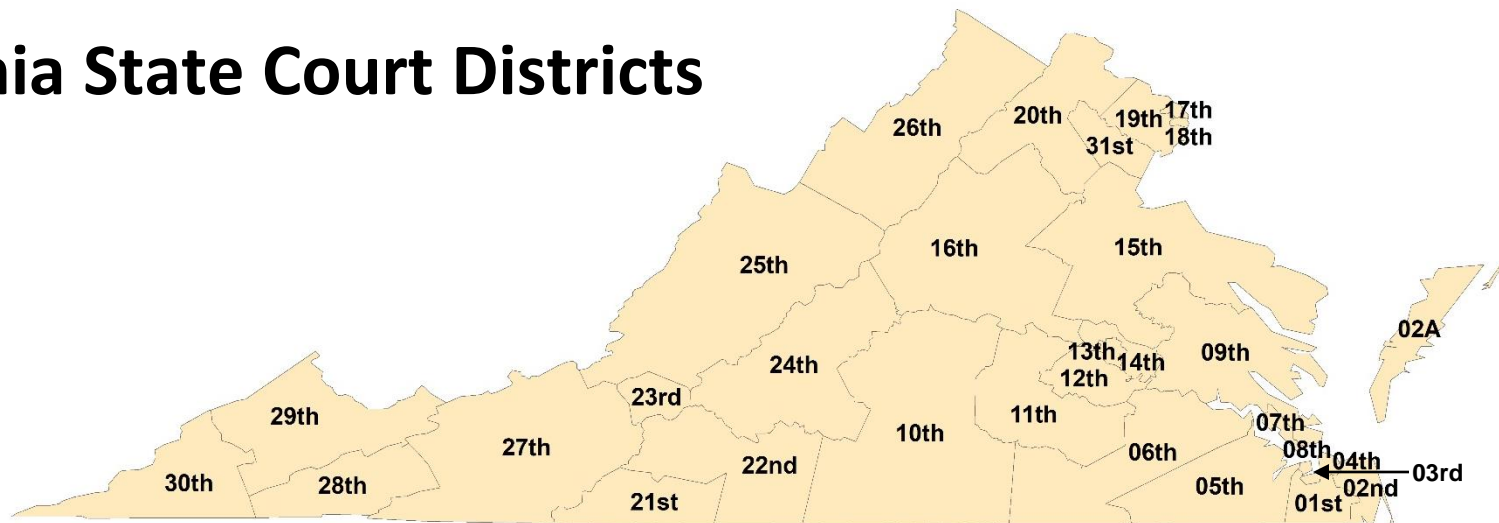 nia State Court Districts
26th
20th
19th
17th
18th
31st
16th
15th
25th
02A
13th
14th
09th
12th
24th
23rd
29th
11th
07th
10th
27th
08th
06th
04th
03rd
22nd
30th
28th
05th
02nd
21st
01st